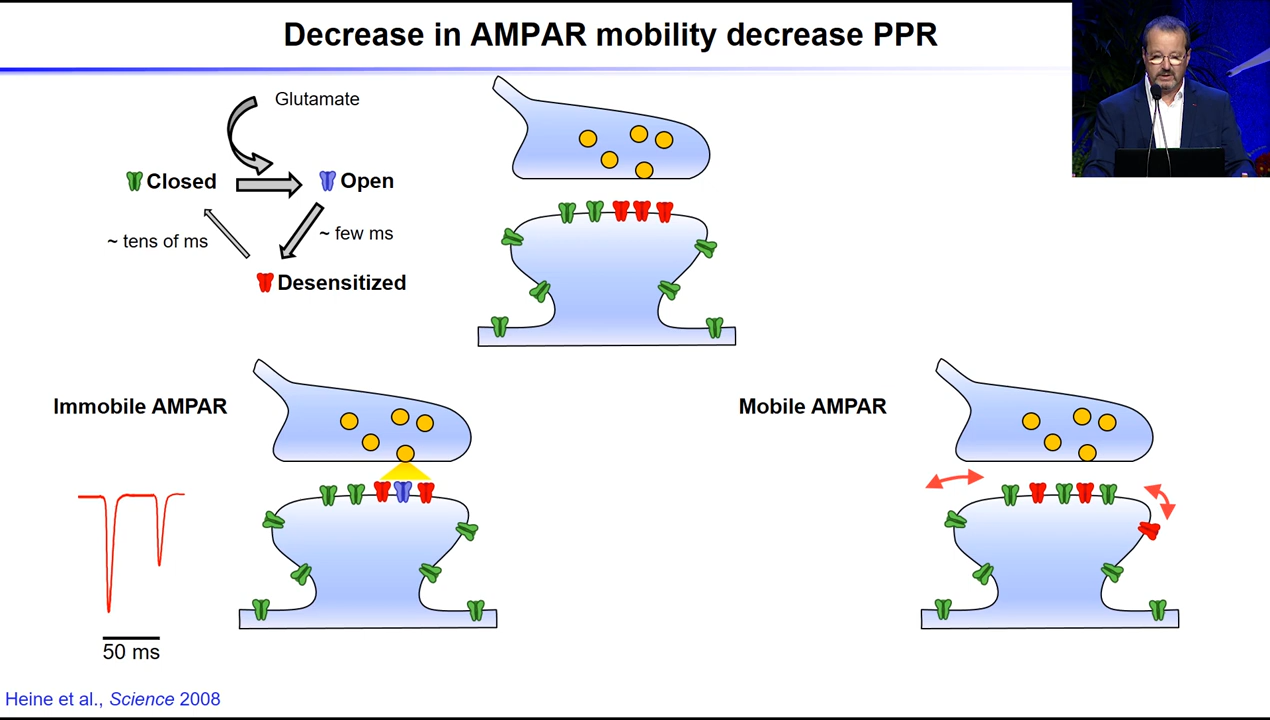 Decrease in AMPAR mobility decrease PPR
Glutamate
Closed
Open
~ tens of ms
~ few ms
Desensitized
Immobile AMPAR
Mobile AMPAR
50 ms
Heine et al., Science 2008